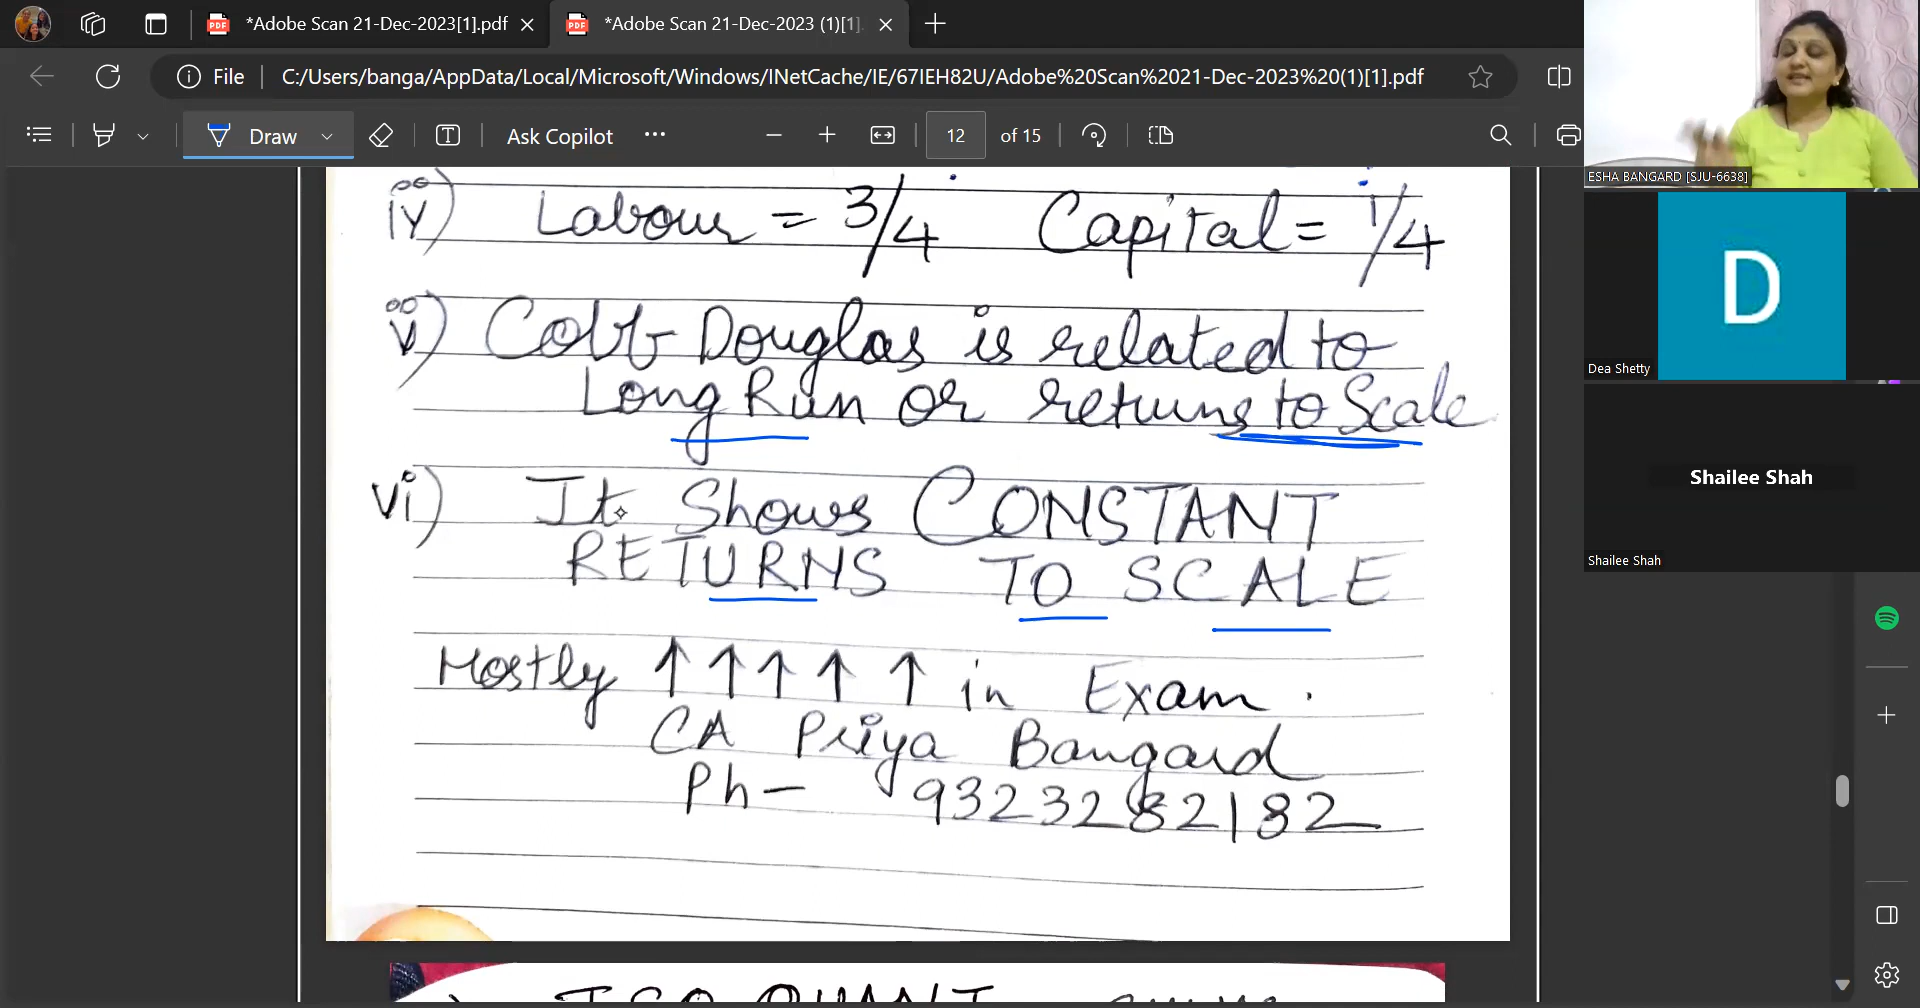 *Adobe Scan 21-Dec-2023[1].pdf
*Adobe Scan 21-Dec-2023 (1)[1].
File
C:/Users/banga/AppData/Local/Microsoft/Windows/INetCache/IE/67IEH82U/Adobe%20Scan%2021-Dec-2023%20(1)[1].pdf
Draw
Ask Copilot
12 of 15
iv) Labour = 3/4 Capital = 1/4
v) Cobb-Douglas is related to
Long Run or returns to Scale
vi) It Shows CONSTANT
RETURNS TO SCALE
Mostly ↑ ↑ ↑ ↑ ↑ in Exam.
CA Priya Bangard
Ph - 9323282182
ISO QUANT
ESHA BANGARD [SJU-6638]
D
Dea Shetty
Shailee Shah
Shailee Shah